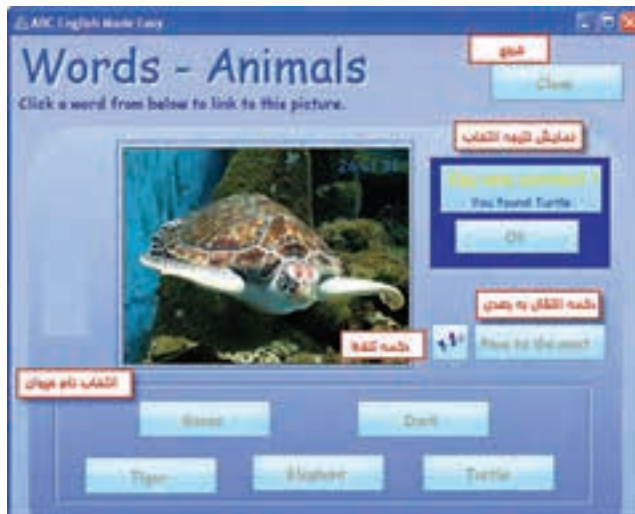 ABC English Made Easy
Words - Animals
Click a word from below to link to this picture.
خروج
Close
نمایش نتیجه انتخاب
You are correct !
You found Turtle
OK
دکمه انتقال به بعدی
Move to the next
دکمه تلفظ
انتخاب نام حیوان
Duck
Tiger
Elephant
Turtle